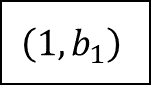 (1, b₁)